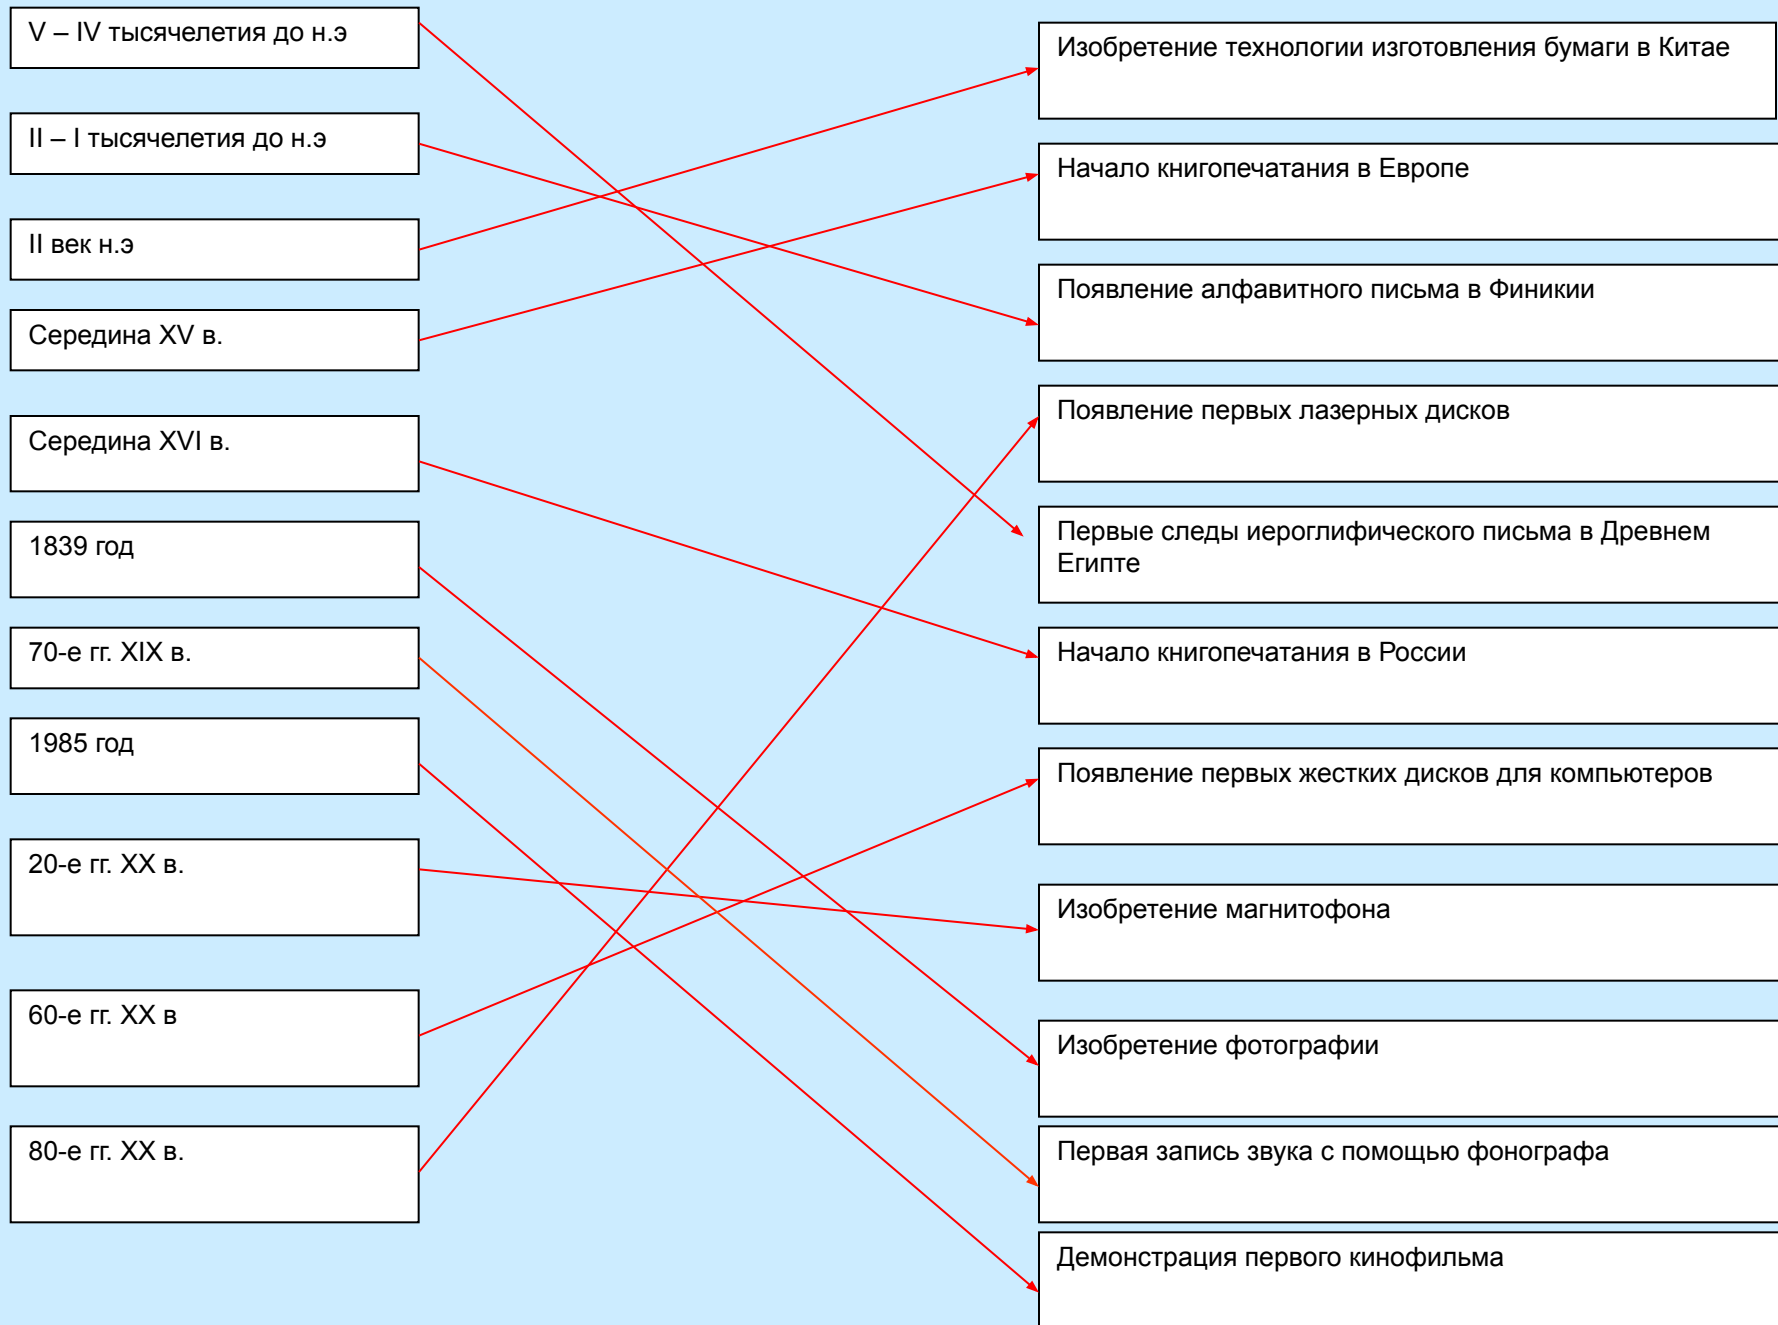 V – IV тысячелетия до н.э
II – I тысячелетия до н.э
II век н.э
Середина XV в.
Середина XVI в.
1839 год
70-е гг. XIX в.
1985 год
20-е гг. XX в.
60-е гг. XX в
80-е гг. XX в.
Изобретение технологии изготовления бумаги в Китае
Начало книгопечатания в Европе
Появление алфавитного письма в Финикии
Появление первых лазерных дисков
Первые следы иероглифического письма в Древнем
Египте
Начало книгопечатания в России
Появление первых жестких дисков для компьютеров
Изобретение магнитофона
Изобретение фотографии
Первая запись звука с помощью фонографа
Демонстрация первого кинофильма